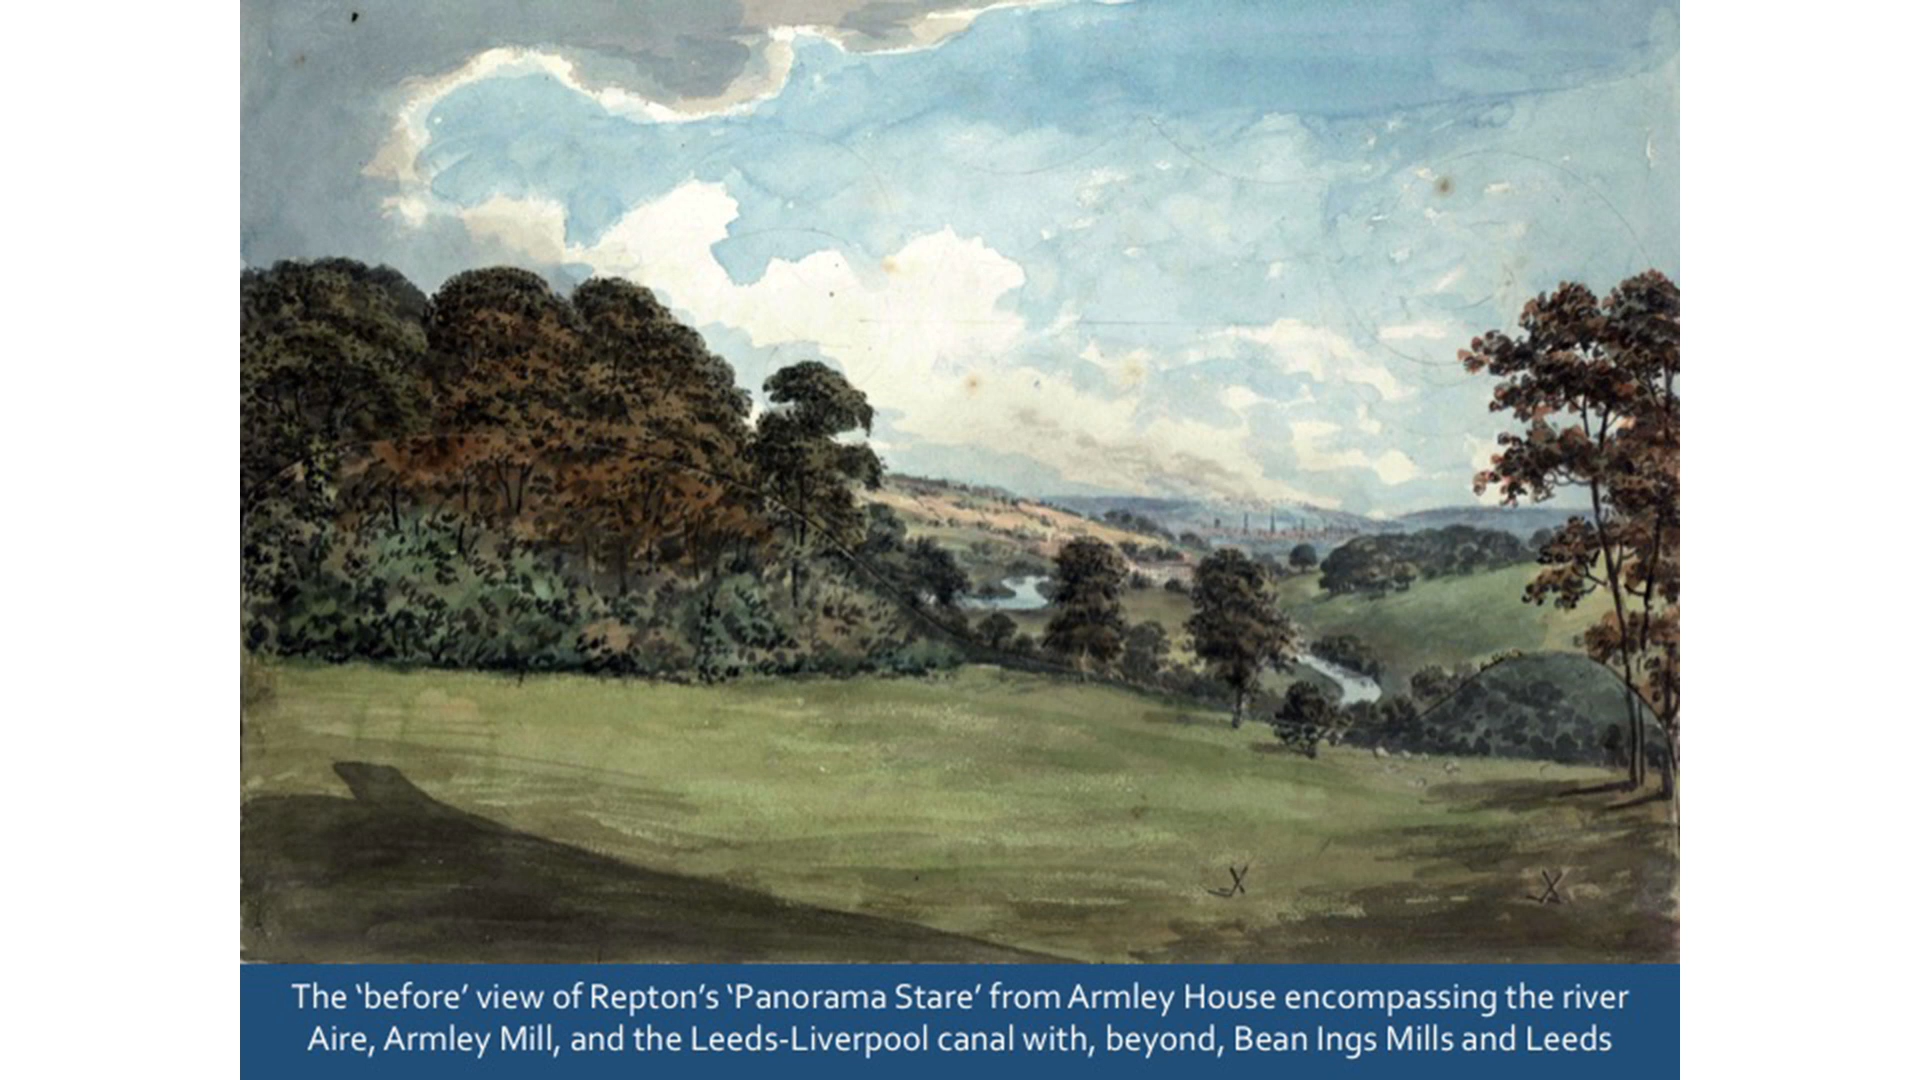 The ‘before’ view of Repton’s ‘Panorama Stare’ from Armley House encompassing the river
Aire, Armley Mill, and the Leeds-Liverpool canal with, beyond, Bean Ings Mills and Leeds